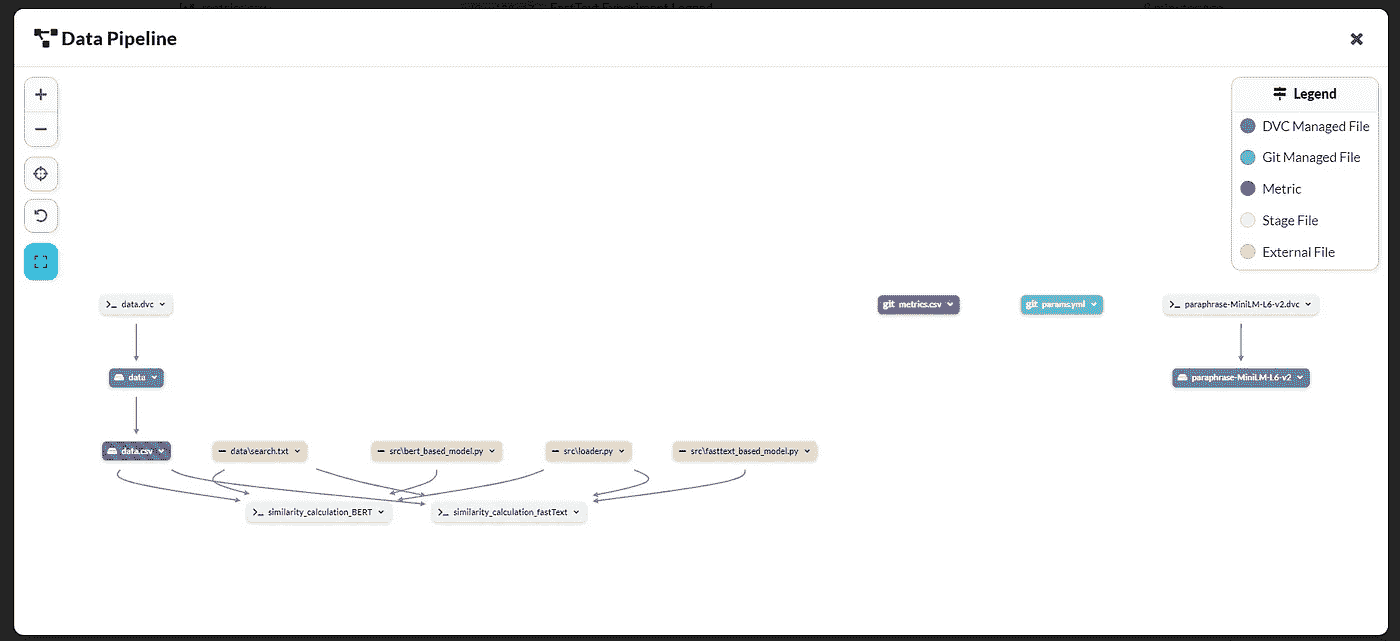 Data Pipeline
Legend
DVC Managed File
Git Managed File
Metric
Stage File
External File
>_ data.dvc
git metrics.csv
git params.yml
>_ paraphrase-MiniLM-L6-v2.dvc
data
paraphrase-MiniLM-L6-v2
data.csv
data\search.txt
src\bert_based_model.py
src\loader.py
src\fasttext_based_model.py
>_ similarity_calculation_BERT
>_ similarity_calculation_fastText